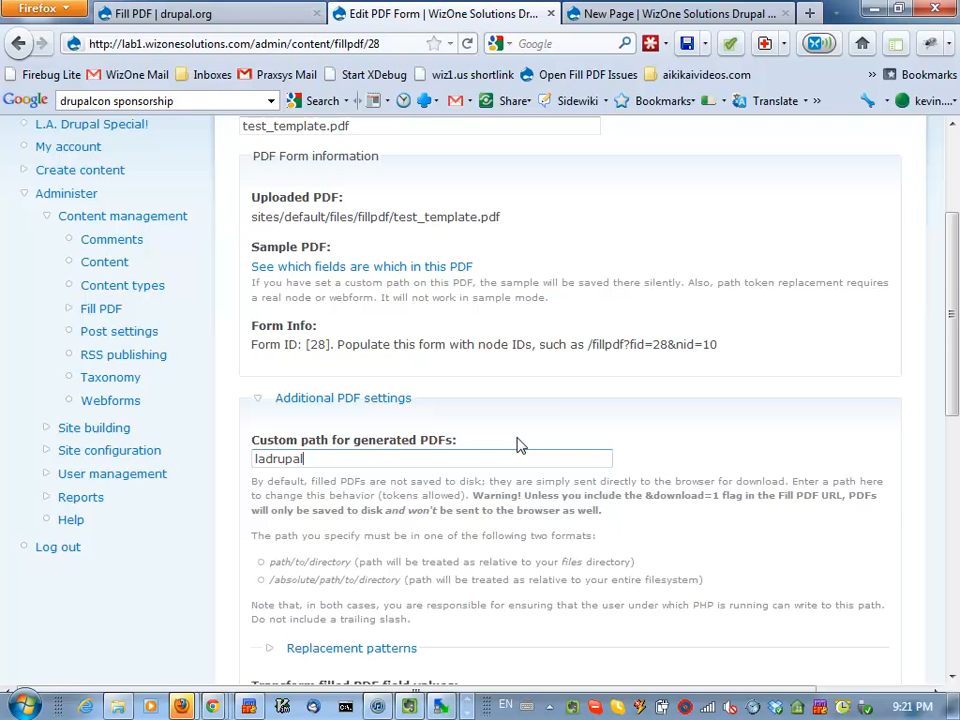 Firefox
Fill PDF | drupal.org
Edit PDF Form | WizOne Solutions Dr...
New Page | WizOne Solutions Drupal ...
http://lab1.wizonesolutions.com/admin/content/fillpdf/28
Google
Firebug Lite
WizOne Mail
Inboxes
Praxsys Mail
Start XDebug
wiz1.us shortlink
Open Fill PDF Issues
aikikaivideos.com
Bookmarks
Google
drupalcon sponsorship
Search
Share
Sidewiki
Bookmarks
Translate
kevin....
L.A. Drupal Special!
My account
Create content
Administer
Content management
Comments
Content
Content types
Fill PDF
Post settings
RSS publishing
Taxonomy
Webforms
Site building
Site configuration
User management
Reports
Help
Log out
test_template.pdf
PDF Form information
Uploaded PDF:
sites/default/files/fillpdf/test_template.pdf
Sample PDF:
See which fields are which in this PDF
If you have set a custom path on this PDF, the sample will be saved there silently. Also, path token replacement requires
a real node or webform. It will not work in sample mode.
Form Info:
Form ID: [28]. Populate this form with node IDs, such as /fillpdf?fid=28&nid=10
Additional PDF settings
Custom path for generated PDFs:
ladrupal
By default, filled PDFs are not saved to disk; they are simply sent directly to the browser for download. Enter a path here
to change this behavior (tokens allowed). Warning! Unless you include the &download=1 flag in the Fill PDF URL, PDFs
will only be saved to disk and won't be sent to the browser as well.
The path you specify must be in one of the following two formats:
path/to/directory (path will be treated as relative to your files directory)
/absolute/path/to/directory (path will be treated as relative to your entire filesystem)
Note that, in both cases, you are responsible for ensuring that the user under which PHP is running can write to this path.
Do not include a trailing slash.
Replacement patterns
Transform filled PDF field values:
EN
9:21 PM